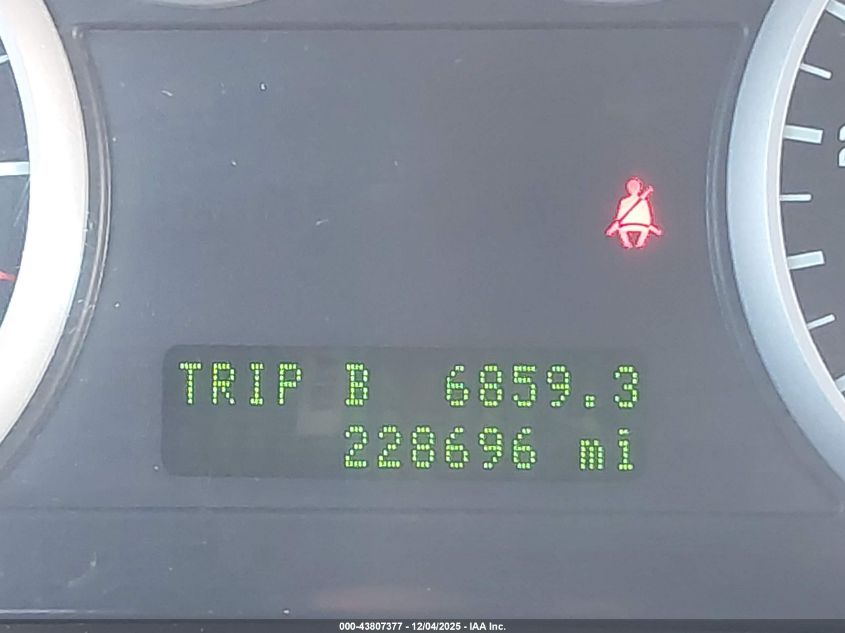 TRIP B 6859.3
228696 mi
000-43807377 - 12/04/2025 - IAA Inc.